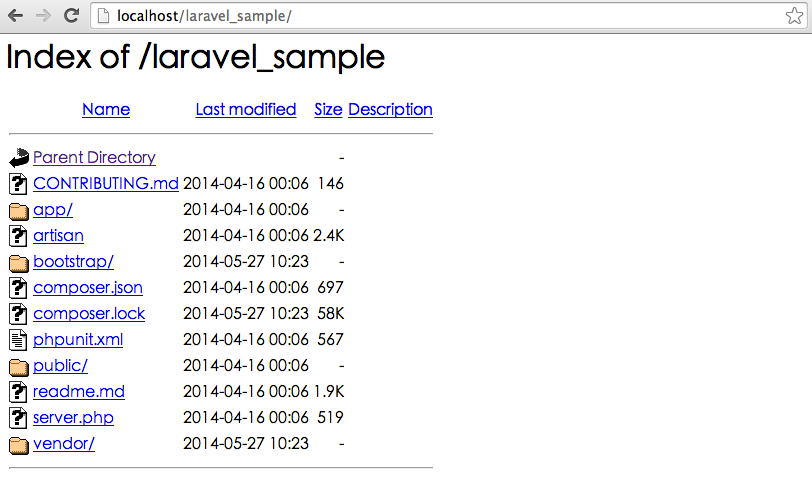 localhost/laravel_sample/
Index of /laravel_sample
Name Last modified Size Description
Parent Directory -
CONTRIBUTING.md 2014-04-16 00:06 146
app/ 2014-04-16 00:06 -
artisan 2014-04-16 00:06 2.4K
bootstrap/ 2014-05-27 10:23 -
composer.json 2014-04-16 00:06 697
composer.lock 2014-05-27 10:23 58K
phpunit.xml 2014-04-16 00:06 567
public/ 2014-04-16 00:06 -
readme.md 2014-04-16 00:06 1.9K
server.php 2014-04-16 00:06 519
vendor/ 2014-05-27 10:23 -